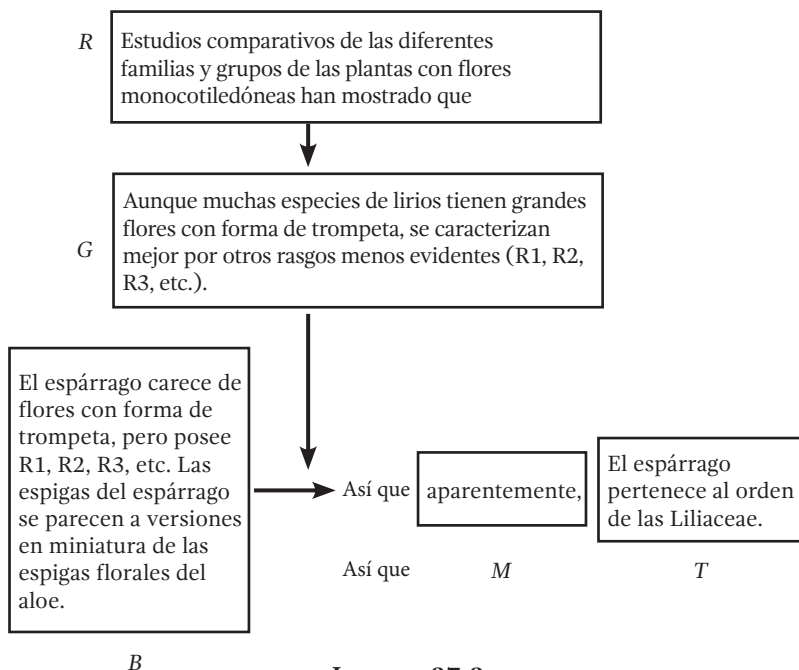 R
Estudios comparativos de las diferentes
familias y grupos de las plantas con flores
monocotiledóneas han mostrado que
G
Aunque muchas especies de lirios tienen grandes
flores con forma de trompeta, se caracterizan
mejor por otros rasgos menos evidentes (R1, R2,
R3, etc.).
El espárrago carece de
flores con forma de
trompeta, pero posee
R1, R2, R3, etc. Las
espigas del espárrago
se parecen a versiones
en miniatura de las
espigas florales del
aloe.
B
Así que
aparentemente,
El espárrago
pertenece al orden
de las Liliaceae.
Así que
M
T